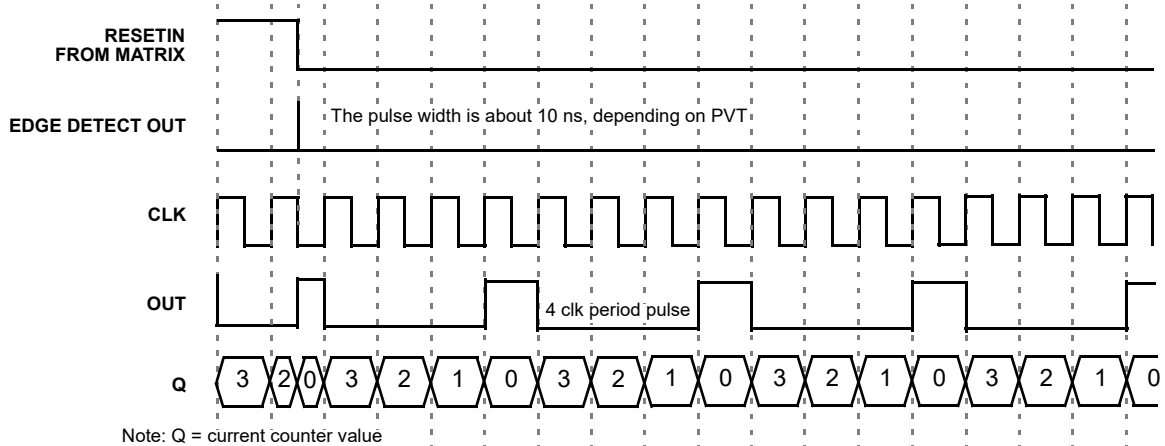 RESETIN
FROM MATRIX
EDGE DETECT OUT
The pulse width is about 10 ns, depending on PVT
CLK
OUT
4 clk period pulse
Q
3 2 0 3 2 1 0 3 2 1 0 3 2 1 0 3 2 1 0
Note: Q = current counter value